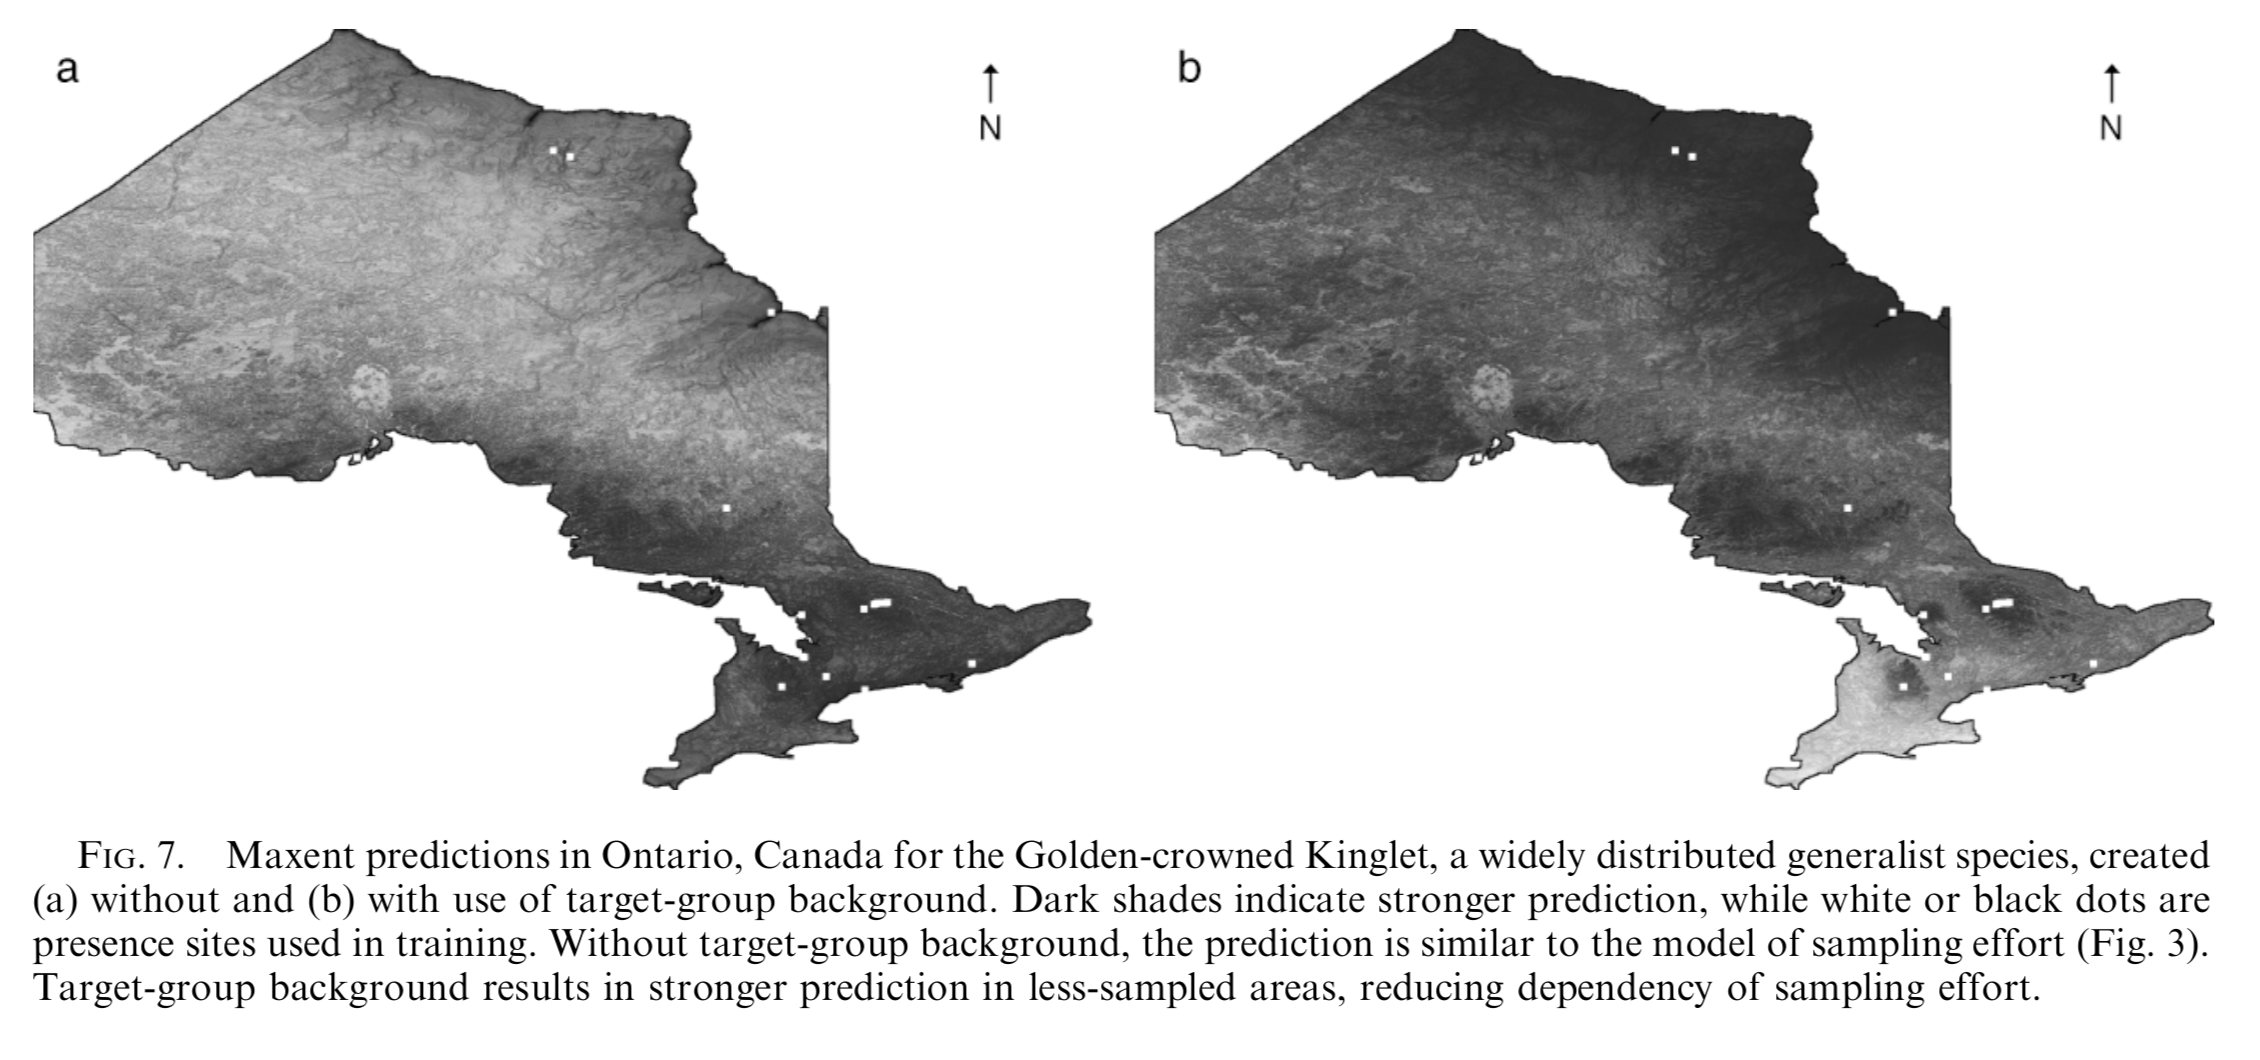 a
N
b
N
FIG. 7. Maxent predictions in Ontario, Canada for the Golden-crowned Kinglet, a widely distributed generalist species, created
(a) without and (b) with use of target-group background. Dark shades indicate stronger prediction, while white or black dots are
presence sites used in training. Without target-group background, the prediction is similar to the model of sampling effort (Fig. 3).
Target-group background results in stronger prediction in less-sampled areas, reducing dependency of sampling effort.